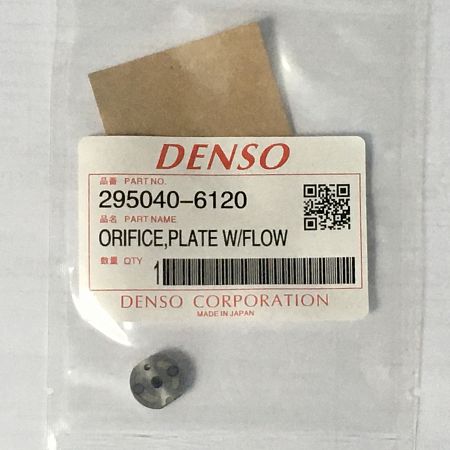 DENSO
品番 PART NO.
295040-6120
品名 PART NAME
ORIFICE,PLATE W/FLOW
数量 QTY 1
DENSO CORPORATION
MADE IN JAPAN